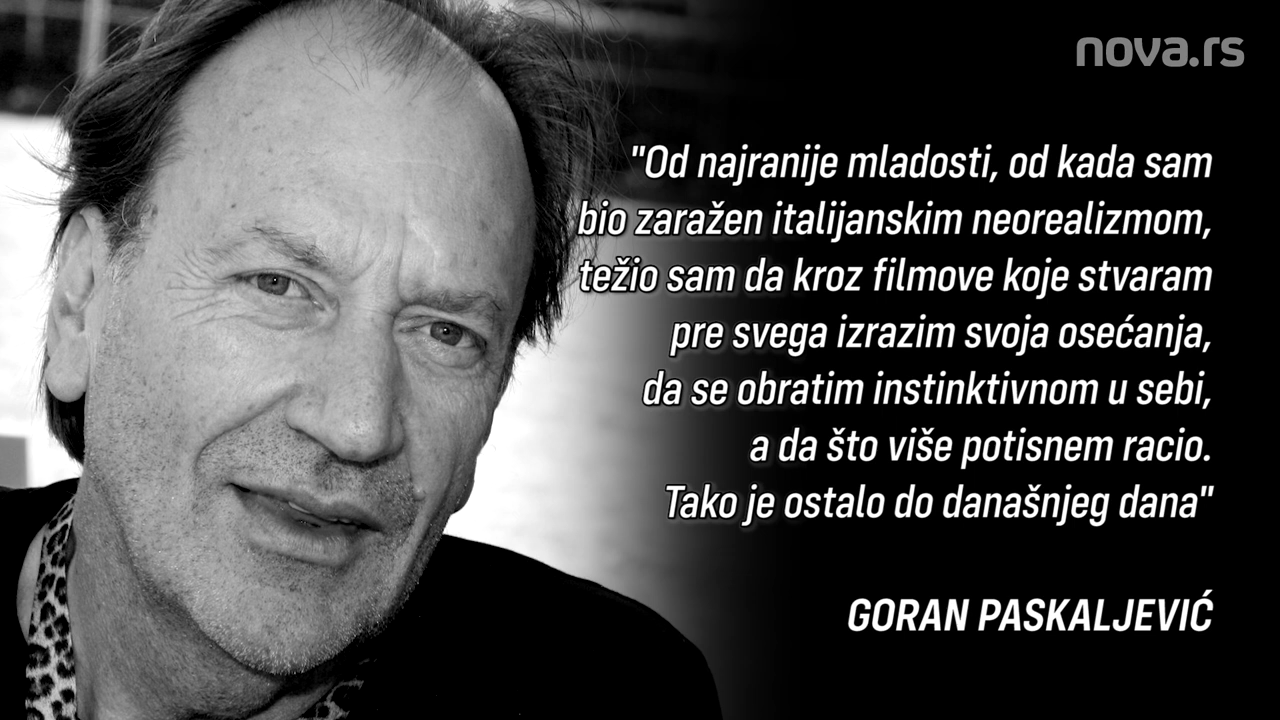 nova.rs
"Od najranije mladosti, od kada sam
bio zaražen italijanskim neorealizmom,
težio sam da kroz filmove koje stvaram
pre svega izrazim svoja osećanja,
da se obratim instinktivnom u sebi,
a da što više potisnem racio.
Tako je ostalo do današnjeg dana"
GORAN PASKALJEVIĆ